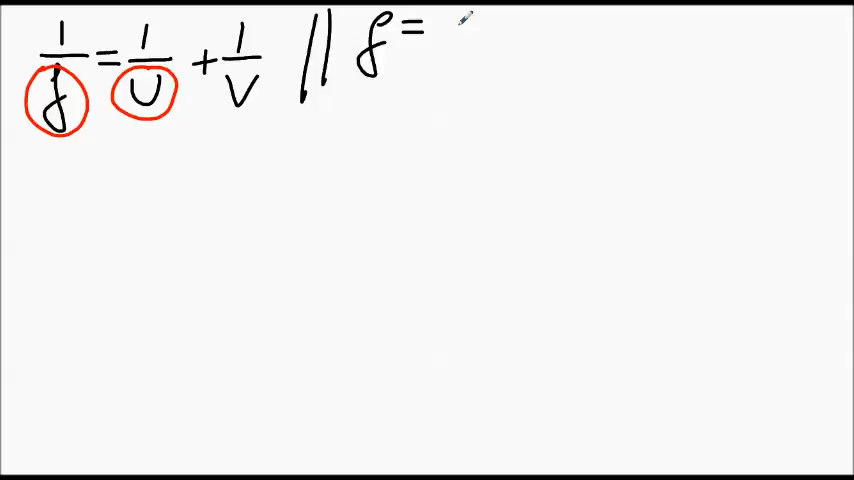 1/f = 1/U + 1/V // f =